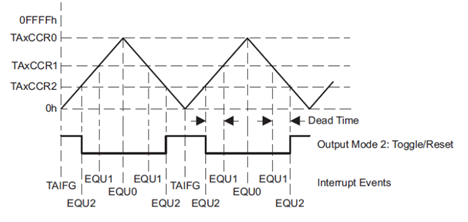 0FFFFh
TAxCCR0
TAxCCR1
TAxCCR2
0h
Dead Time
Output Mode 2: Toggle/Reset
TAIFG EQU1 EQU1 TAIFG EQU1 EQU1 Interrupt Events
EQU0 EQU0
EQU2 EQU2 EQU2 EQU2